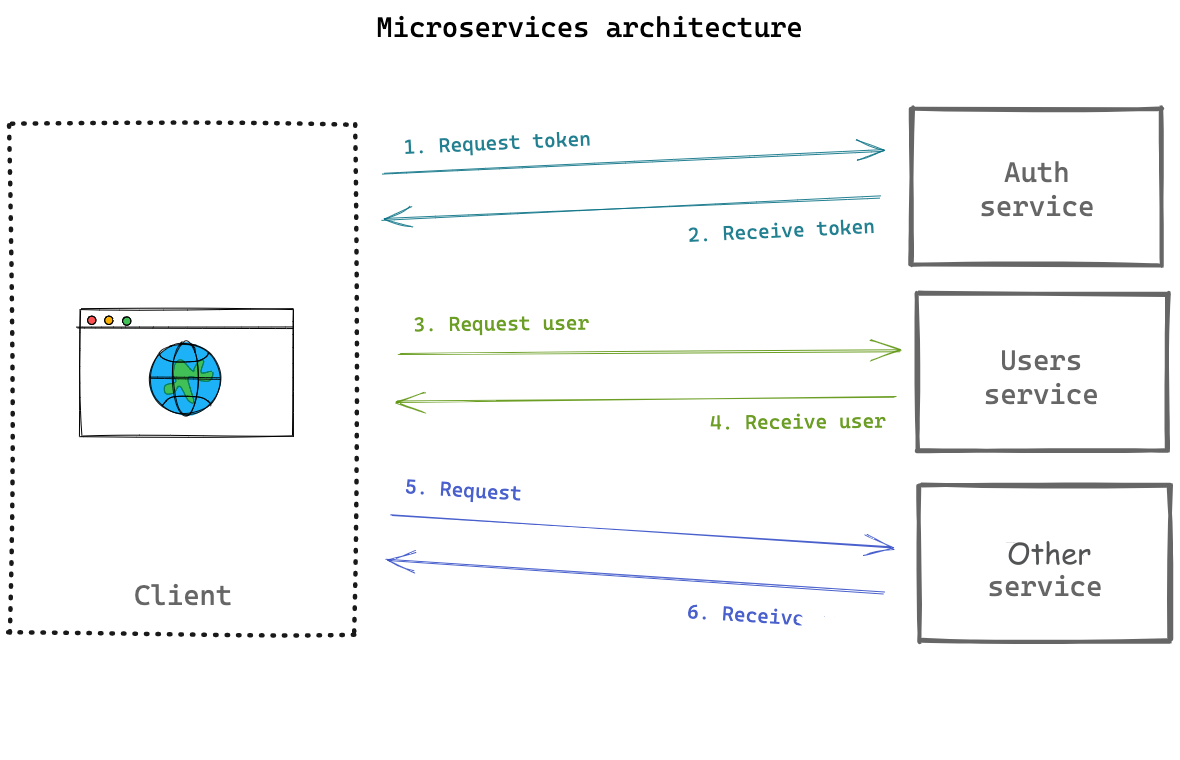 Microservices architecture
1. Request token
Auth
service
2. Receive token
3. Request user
Users
service
4. Receive user
5. Request
Other
service
Client
6. Receivc